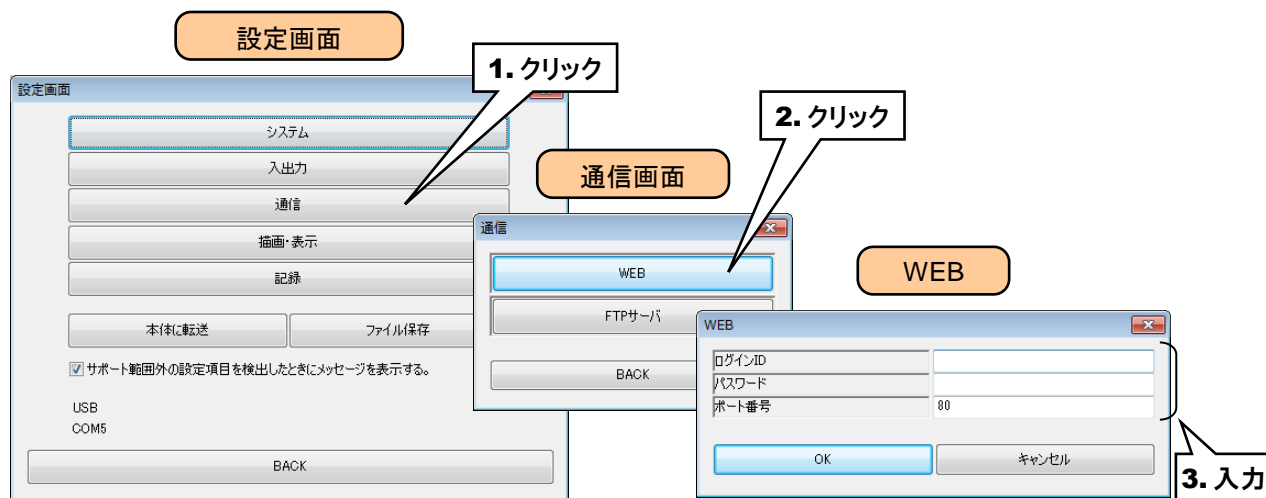 設定画面
1. クリック
設定画面
システム
2. クリック
入出力
通信画面
通信
通信
描画・表示
WEB
記録
WEB
FTPサーバ
本体に転送
ファイル保存
WEB
サポート範囲外の設定項目を検出したときにメッセージを表示する。
ログインID
BACK
パスワード
USB
ポート番号
80
COM5
BACK
OK
キャンセル
3. 入力